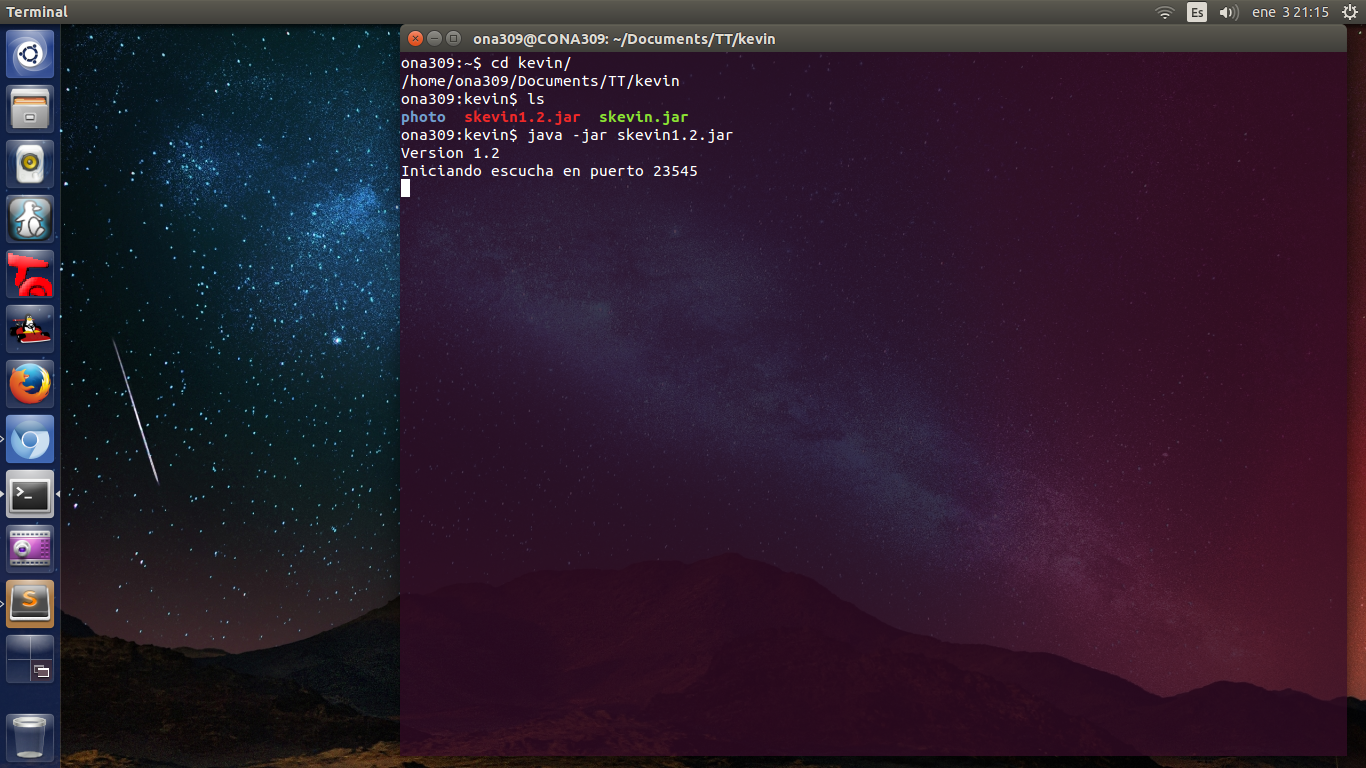 Terminal
Es
ene 3 21:15
ona309@CONA309: ~/Documents/TT/kevin
ona309:~$ cd kevin/
/home/ona309/Documents/TT/kevin
ona309:kevin$ ls
photo  skevin1.2.jar  skevin.jar
ona309:kevin$ java -jar skevin1.2.jar
Version 1.2
Iniciando escucha en puerto 23545